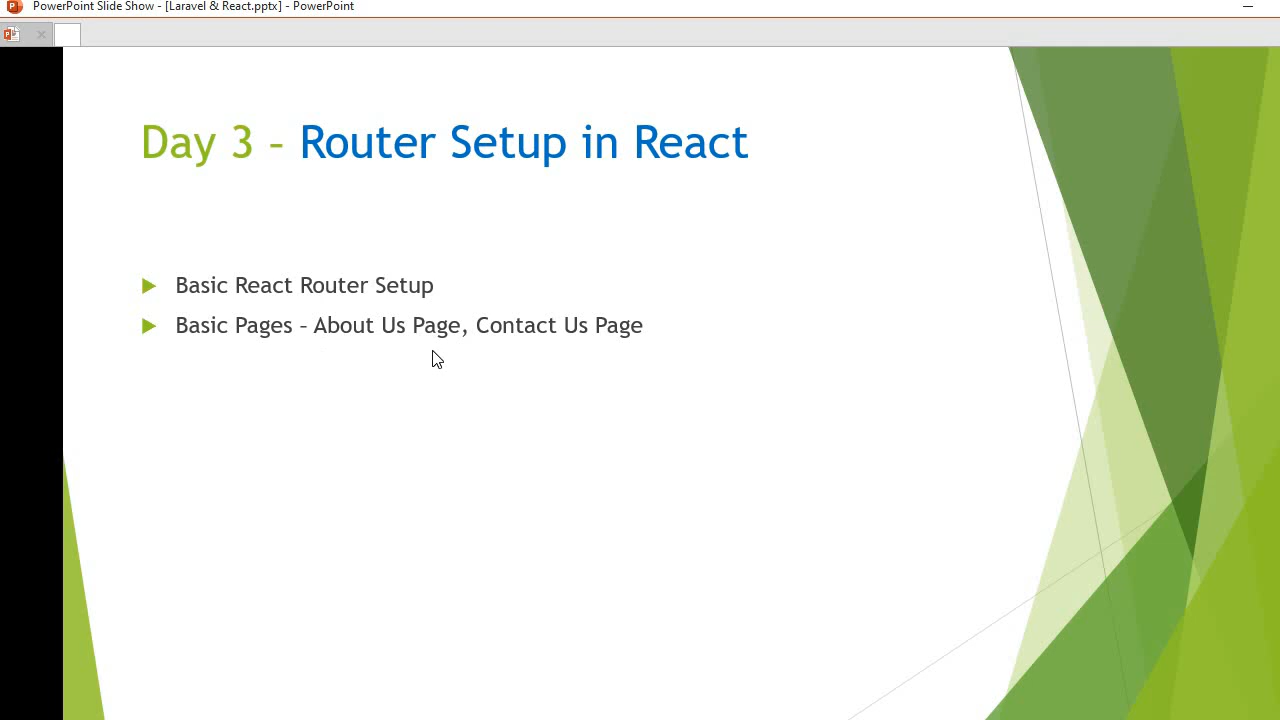 PowerPoint Slide Show - [Laravel & React.pptx] - PowerPoint
Day 3 – Router Setup in React
Basic React Router Setup
Basic Pages – About Us Page, Contact Us Page